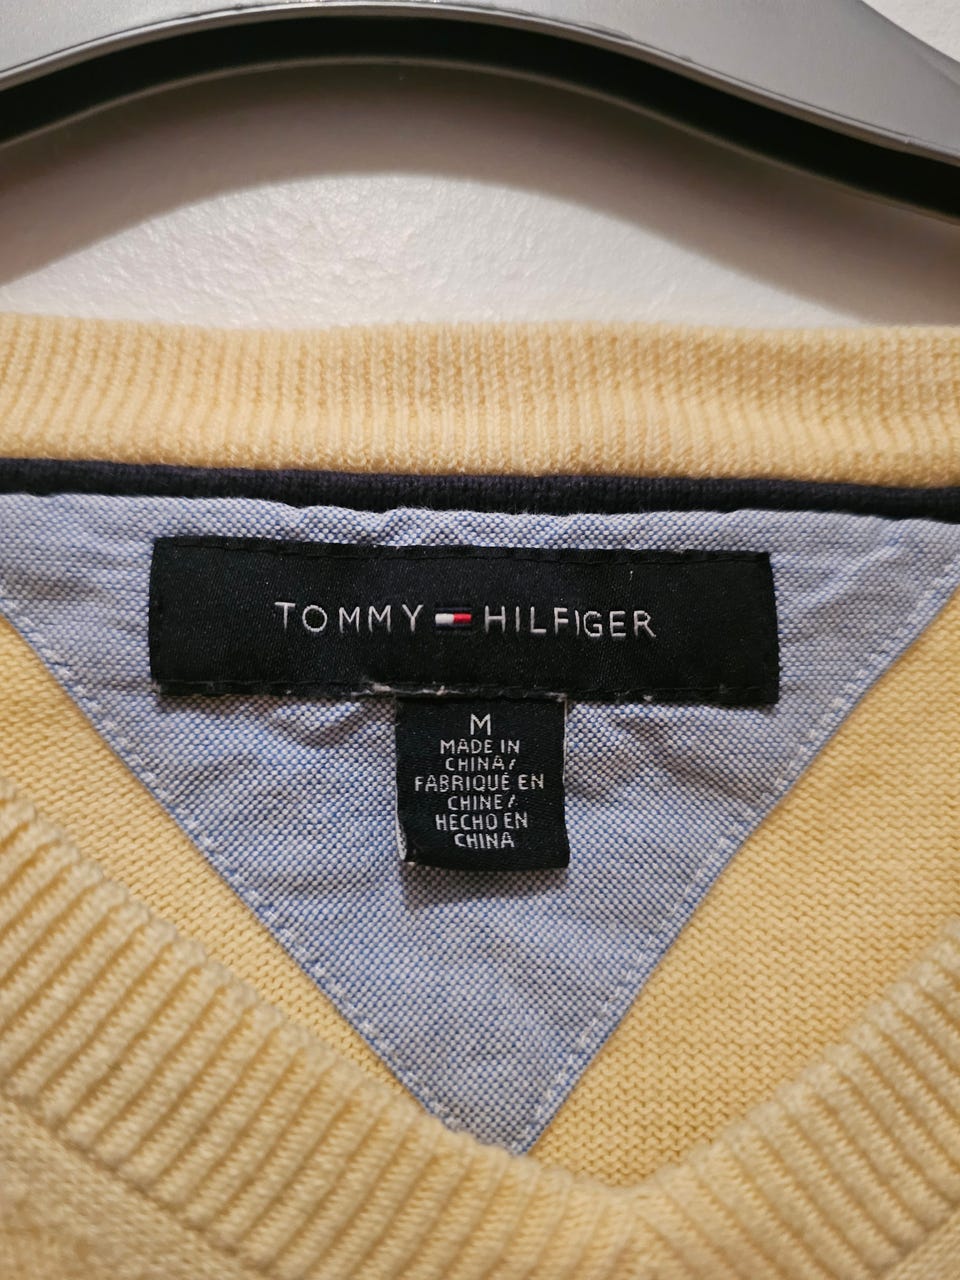 TOMMY HILFIGER
M
MADE IN
CHINA/
FABRIQUÉ EN
CHINE/
HECHO EN
CHINA